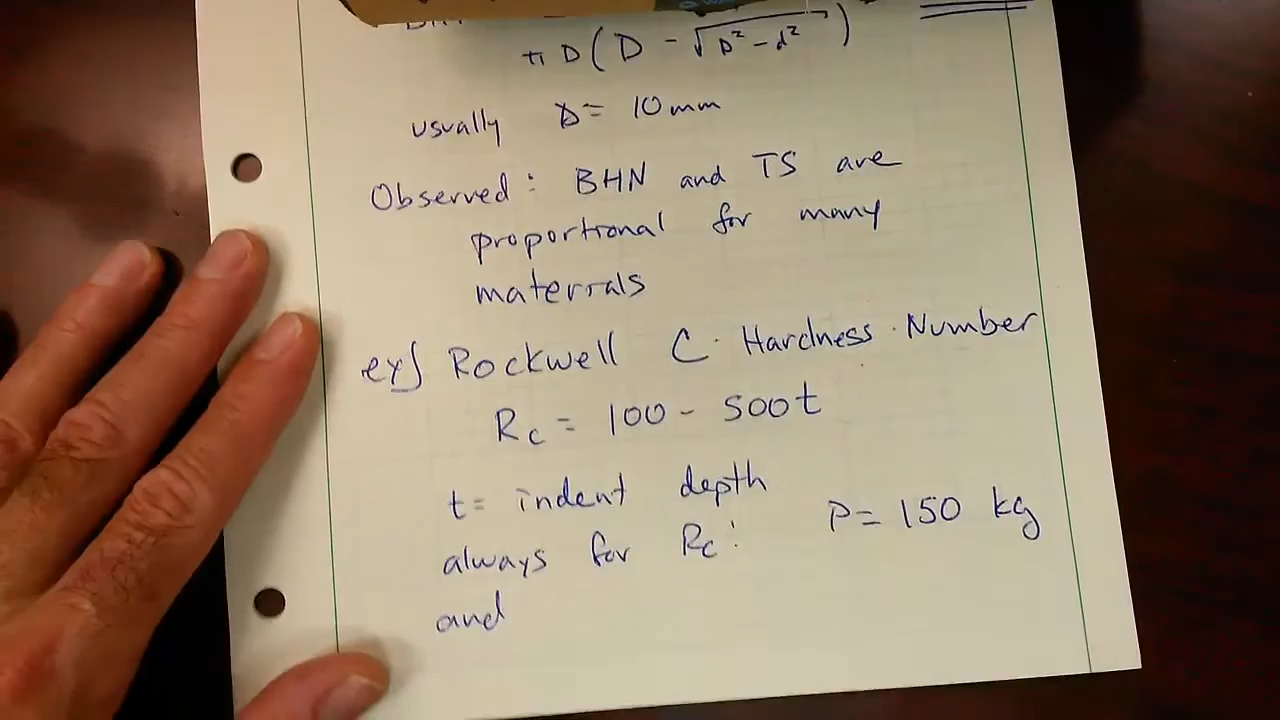 π D ( D - √D² - d² )
usually D = 10mm
Observed : BHN and TS are
proportional for many
materials
ex) Rockwell C Hardness Number
Rc = 100 - 500t
t = indent depth
always for Rc : P = 150 kg
and